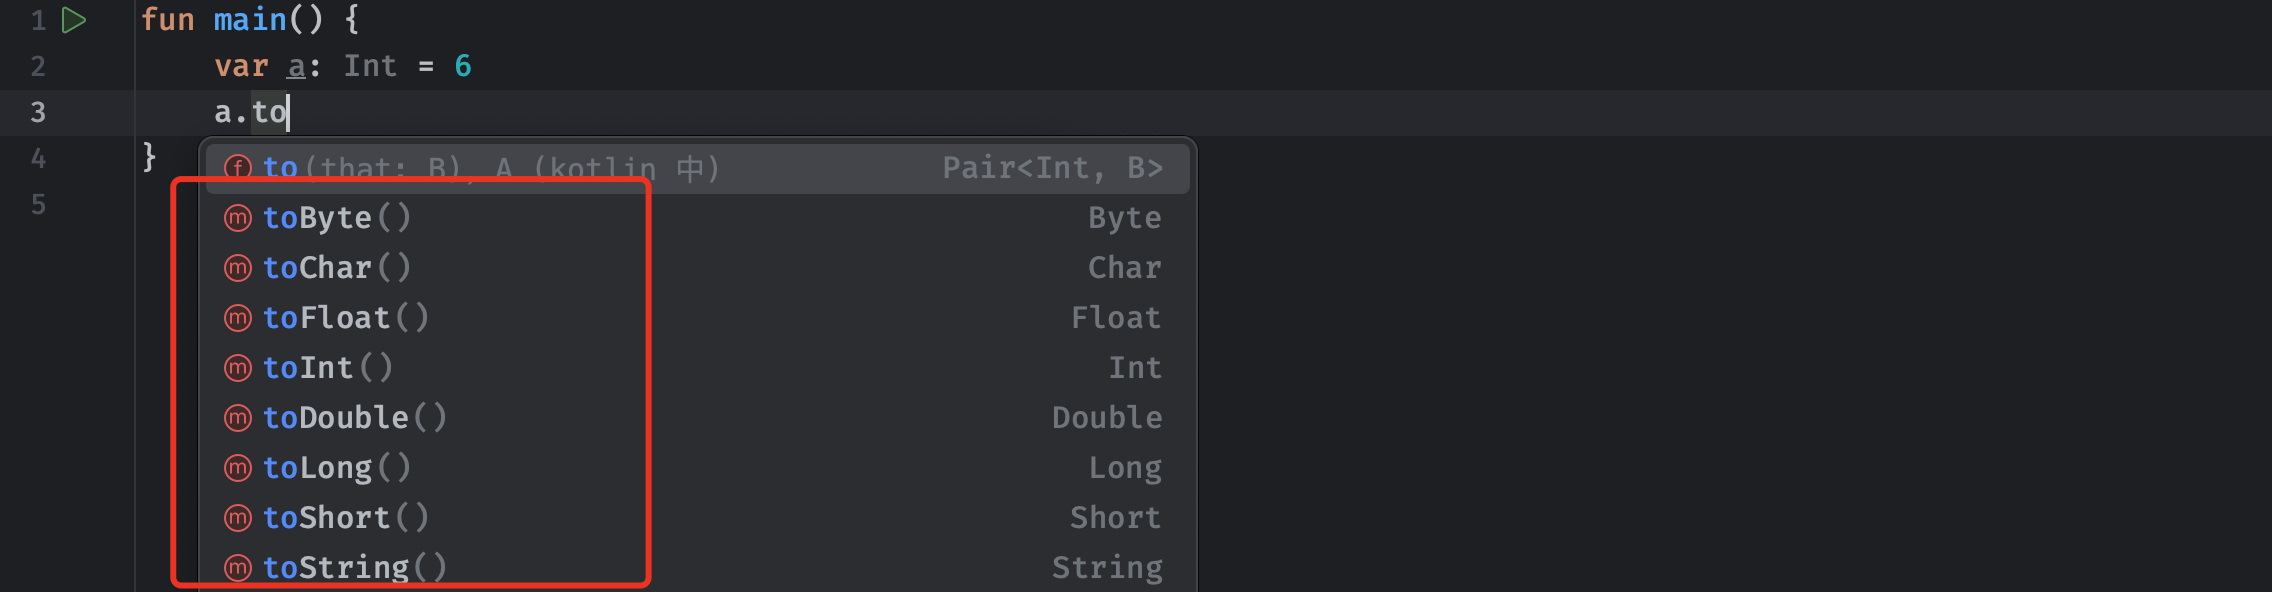 1 fun main() {
2 var a: Int = 6
3 a.to
4 }
5
f to(that: B), A (kotlin 中) Pair<Int, B>
m toByte() Byte
m toChar() Char
m toFloat() Float
m toInt() Int
m toDouble() Double
m toLong() Long
m toShort() Short
m toString() String